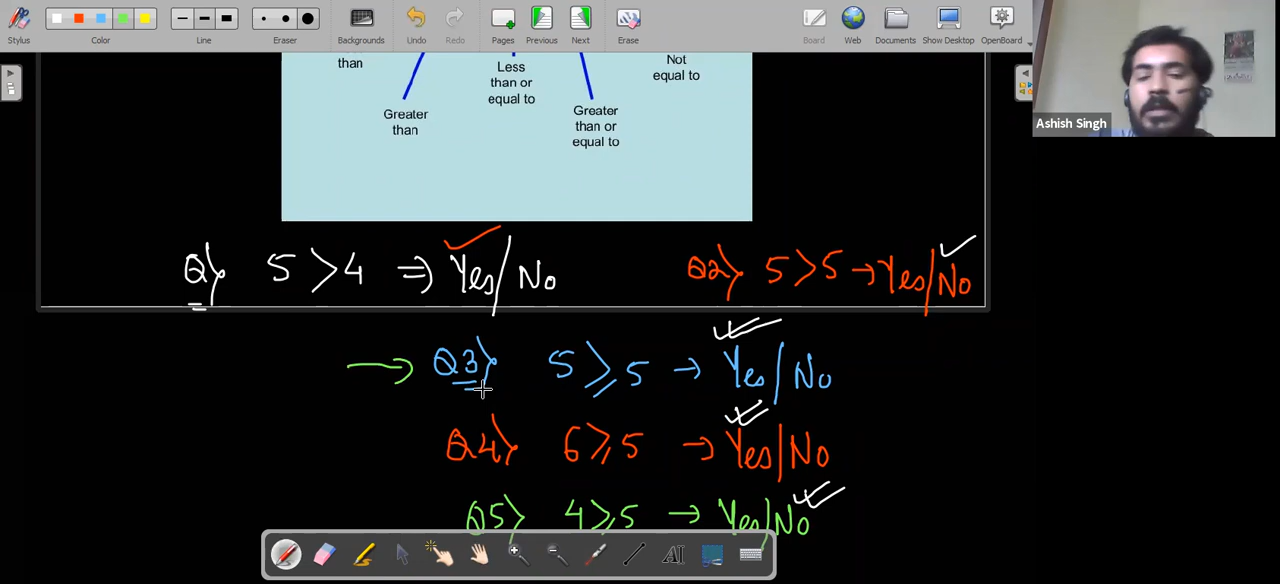 Stylus Color Line Eraser Backgrounds Undo Redo Pages Previous Next Erase Board Web Documents Show Desktop OpenBoard
than
Greater
than
Less
than or
equal to
Greater
than or
equal to
Not
equal to
Ashish Singh
Q> 5 > 4 ⇒ Yes/No
Q2> 5 > 5 → Yes/No
Q3> 5 ≥ 5 → Yes/No
Q4> 6 ≥ 5 → Yes/No
Q5> 4 ≥ 5 → Yes/No
AI